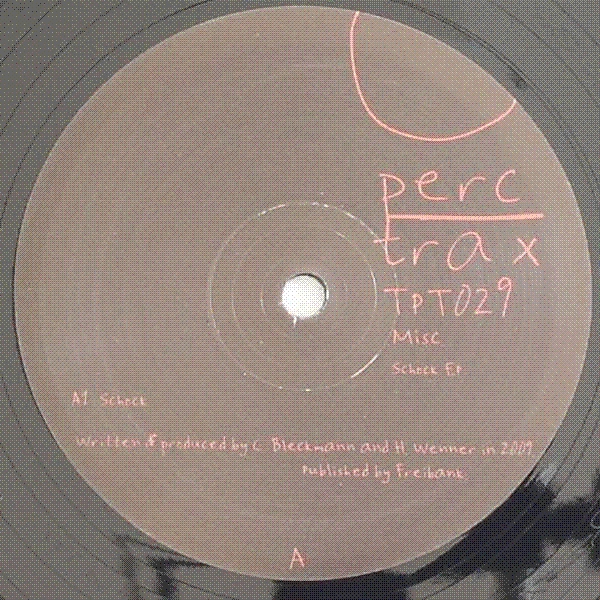 perc
trax
TPT029
Misc
Schock EP
A1 Schock
Written & produced by C. Bleckmann and H. Wenner in 2009
Published by Freibank.
A